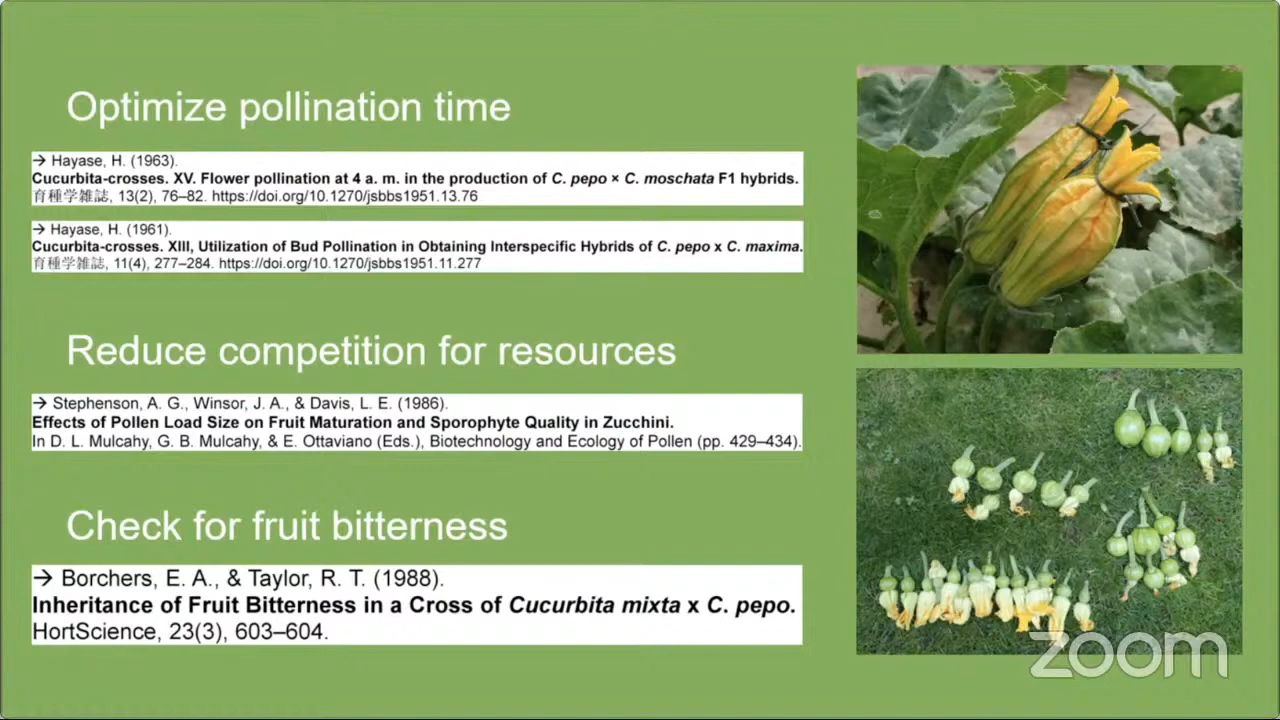 Optimize pollination time
→ Hayase, H. (1963).
Cucurbita-crosses. XV. Flower pollination at 4 a. m. in the production of C. pepo × C. moschata F1 hybrids.
育種学雑誌, 13(2), 76–82. https://doi.org/10.1270/jsbbs1951.13.76
→ Hayase, H. (1961).
Cucurbita-crosses. XIII, Utilization of Bud Pollination in Obtaining Interspecific Hybrids of C. pepo x C. maxima.
育種学雑誌, 11(4), 277–284. https://doi.org/10.1270/jsbbs1951.11.277
Reduce competition for resources
→ Stephenson, A. G., Winsor, J. A., & Davis, L. E. (1986).
Effects of Pollen Load Size on Fruit Maturation and Sporophyte Quality in Zucchini.
In D. L. Mulcahy, G. B. Mulcahy, & E. Ottaviano (Eds.), Biotechnology and Ecology of Pollen (pp. 429–434).
Check for fruit bitterness
→ Borchers, E. A., & Taylor, R. T. (1988).
Inheritance of Fruit Bitterness in a Cross of Cucurbita mixta x C. pepo.
HortScience, 23(3), 603–604.
zoom